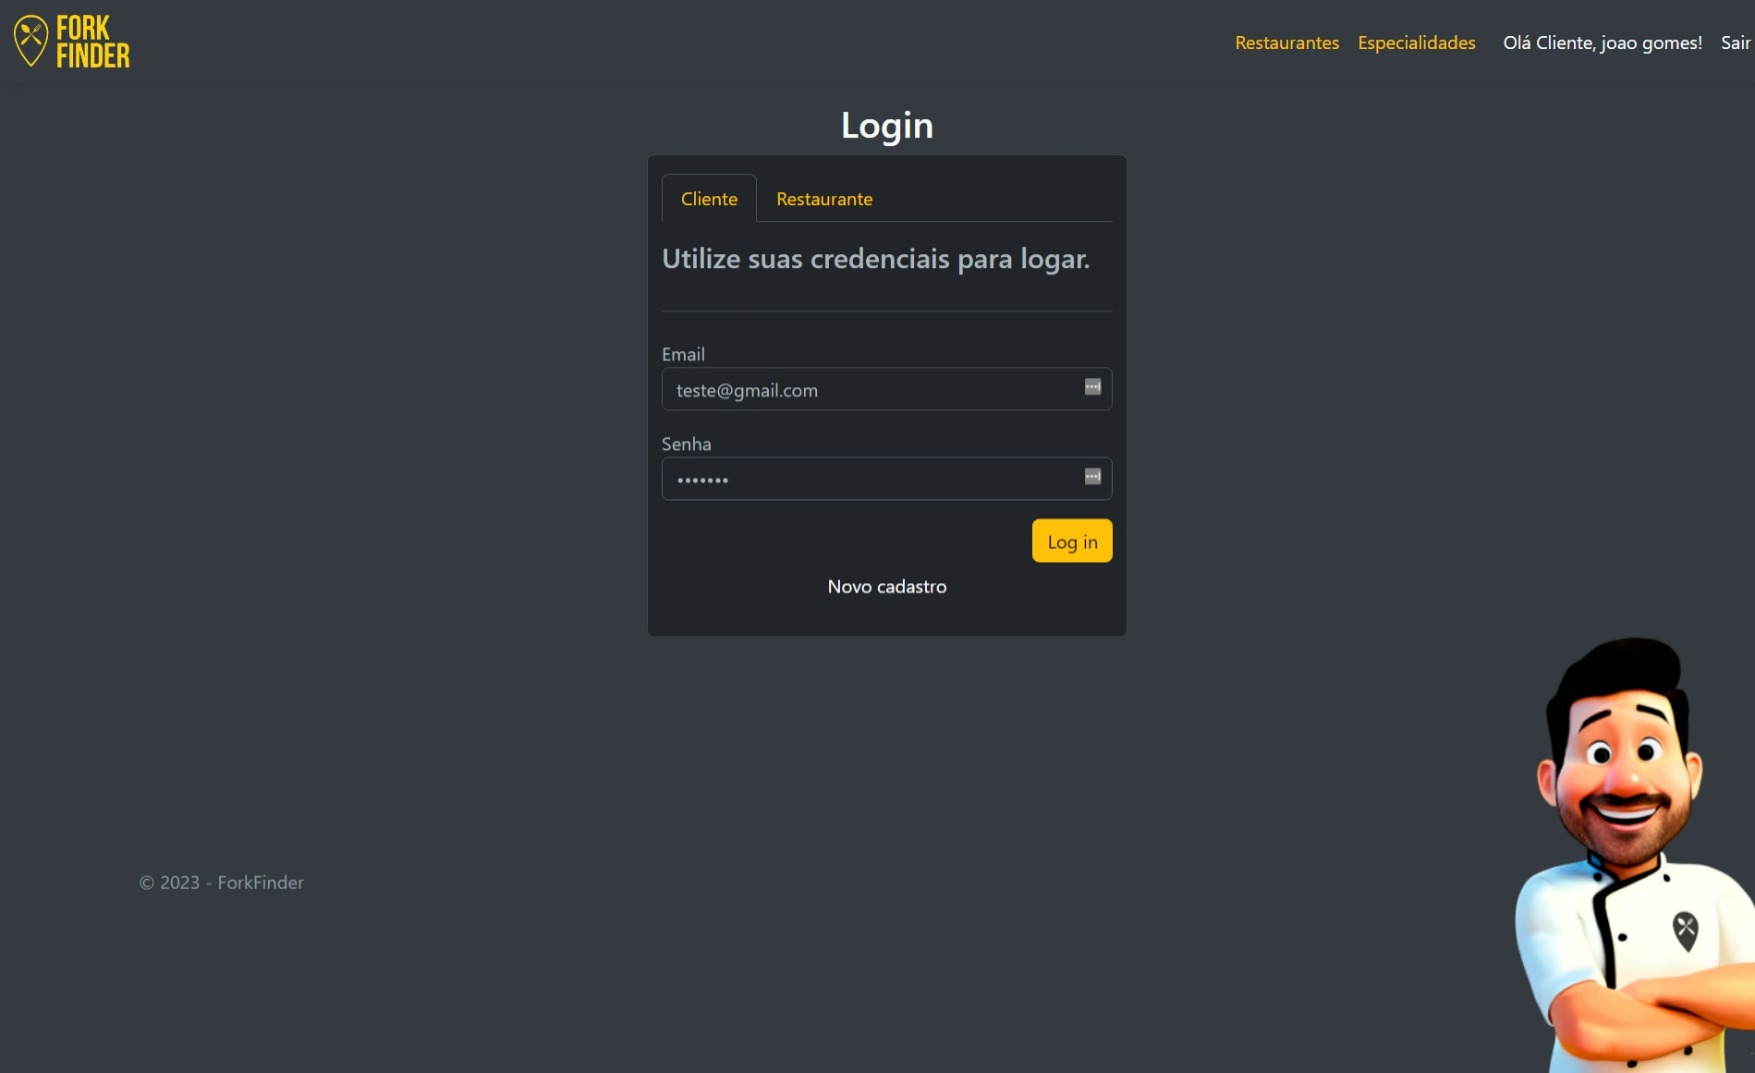 FORK
FINDER
Restaurantes Especialidades Olá Cliente, joao gomes! Sair
Login
Cliente Restaurante
Utilize suas credenciais para logar.
Email
teste@gmail.com
Senha
•••••••
Log in
Novo cadastro
© 2023 - ForkFinder